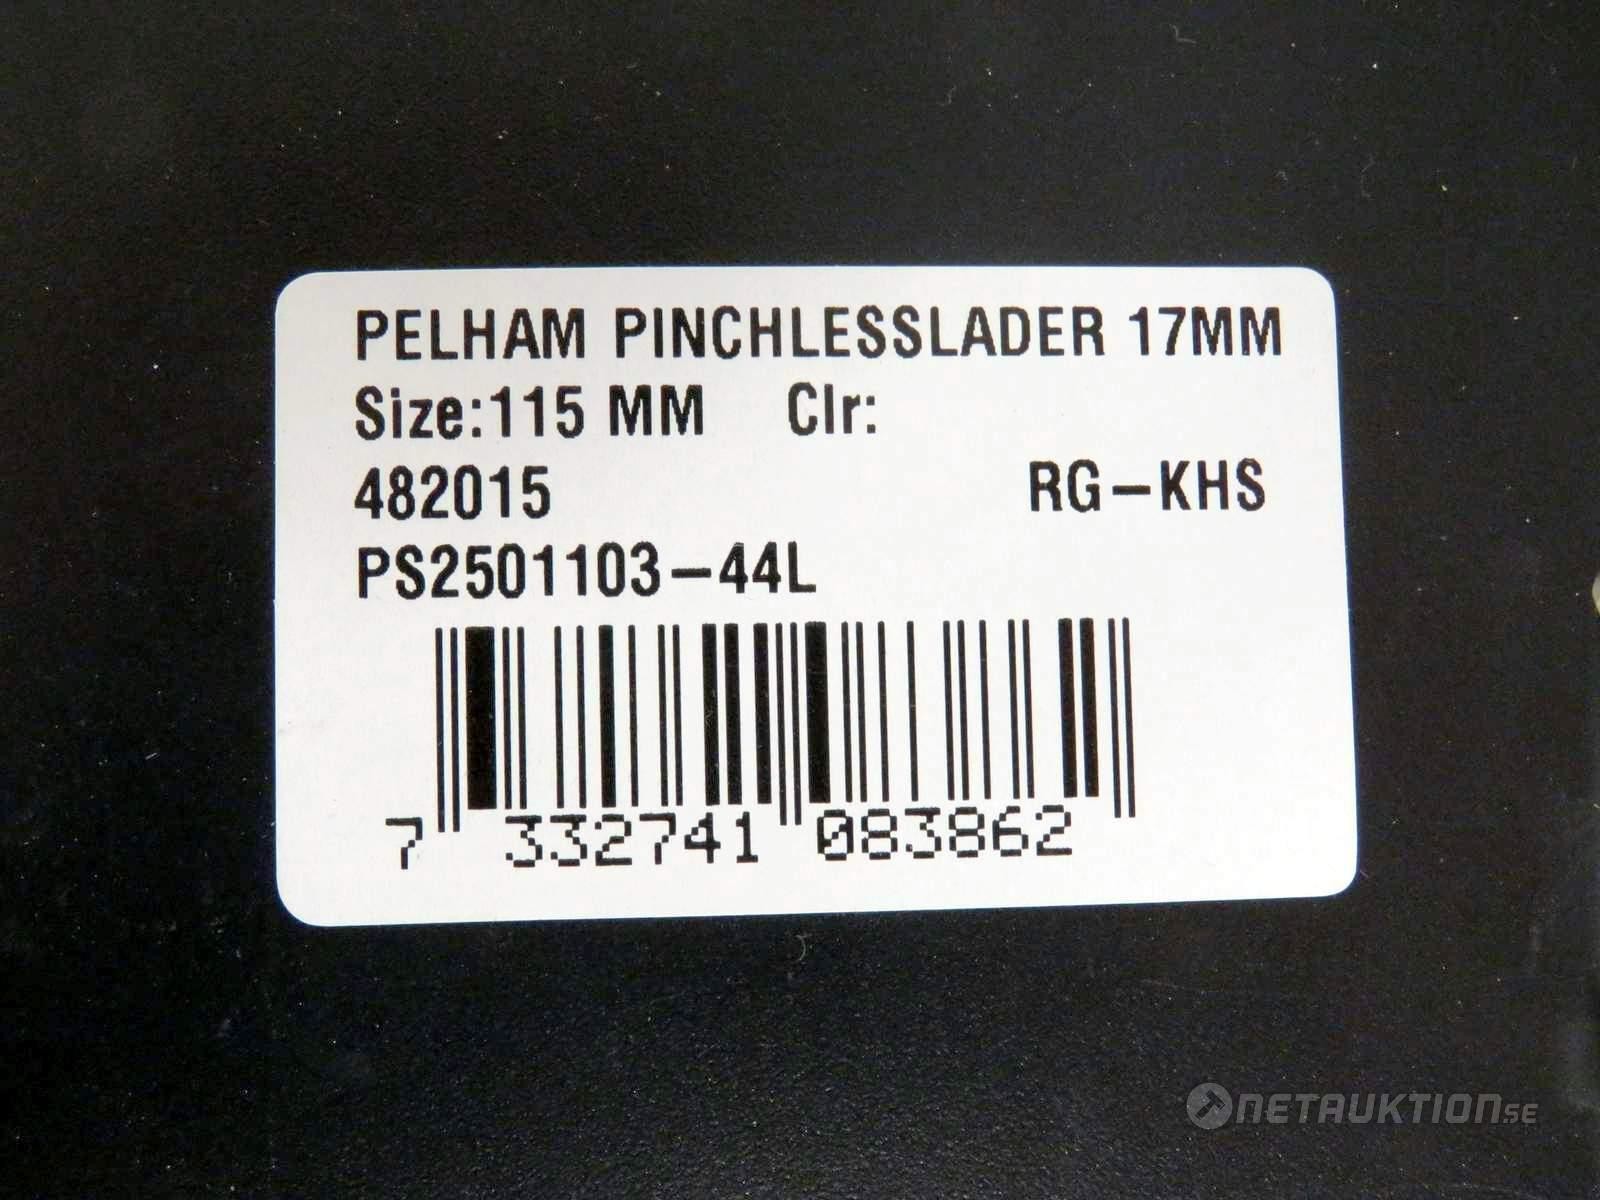 PELHAM PINCHLESSLADER 17MM
Size:115 MM Clr:
482015 RG-KHS
PS2501103-44L
7 332741 083862
NETAUKTION.SE